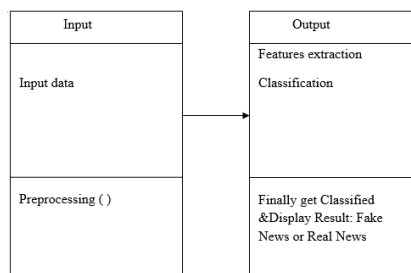 Input
Input data
Preprocessing ( )
Output
Features extraction
Classification
Finally get Classified
&Display Result: Fake
News or Real News